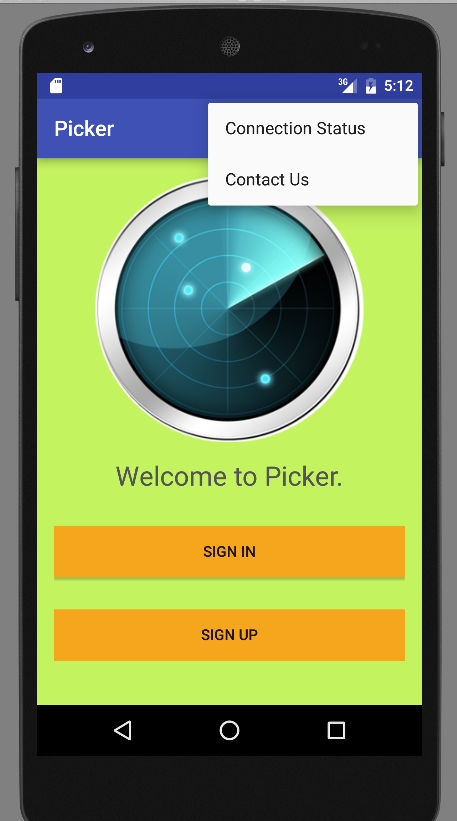 3G 5:12
Picker
Connection Status
Contact Us
Welcome to Picker.
SIGN IN
SIGN UP